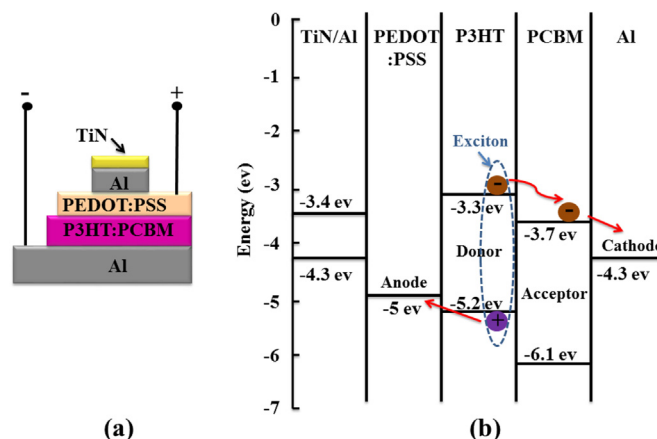 (a)
-
+
TiN
Al
PEDOT:PSS
P3HT:PCBM
Al
(a)
Energy (ev)
0
-1
-2
-3
-4
-5
-6
-7
TiN/Al
PEDOT
:PSS
P3HT
PCBM
Al
Exciton
-
-
-3.4 ev
-3.3 ev
-3.7 ev
Cathode
-4.3 ev
Donor
-4.3 ev
Anode
-5 ev
-5.2 ev
Acceptor
+
-6.1 ev
(b)